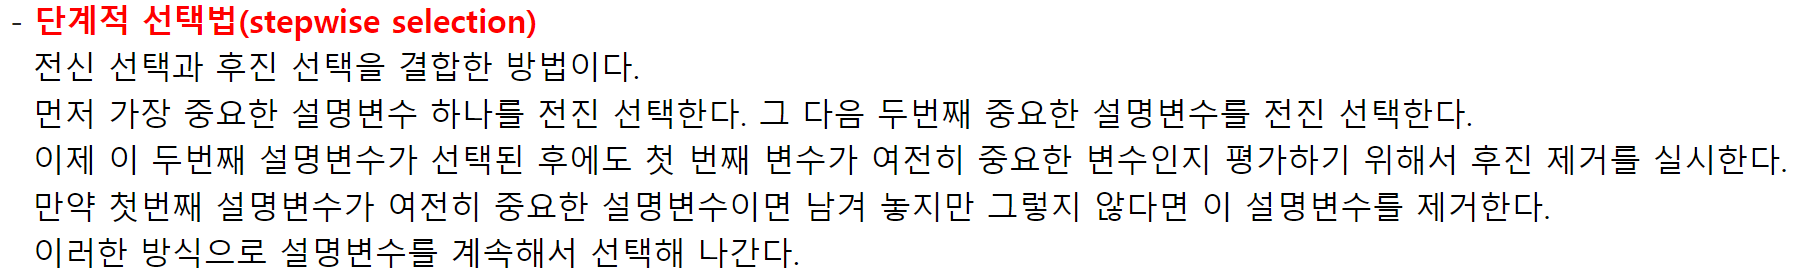 - 단계적 선택법(stepwise selection)
전신 선택과 후진 선택을 결합한 방법이다.
먼저 가장 중요한 설명변수 하나를 전진 선택한다. 그 다음 두번째 중요한 설명변수를 전진 선택한다.
이제 이 두번째 설명변수가 선택된 후에도 첫 번째 변수가 여전히 중요한 변수인지 평가하기 위해서 후진 제거를 실시한다.
만약 첫번째 설명변수가 여전히 중요한 설명변수이면 남겨 놓지만 그렇지 않다면 이 설명변수를 제거한다.
이러한 방식으로 설명변수를 계속해서 선택해 나간다.